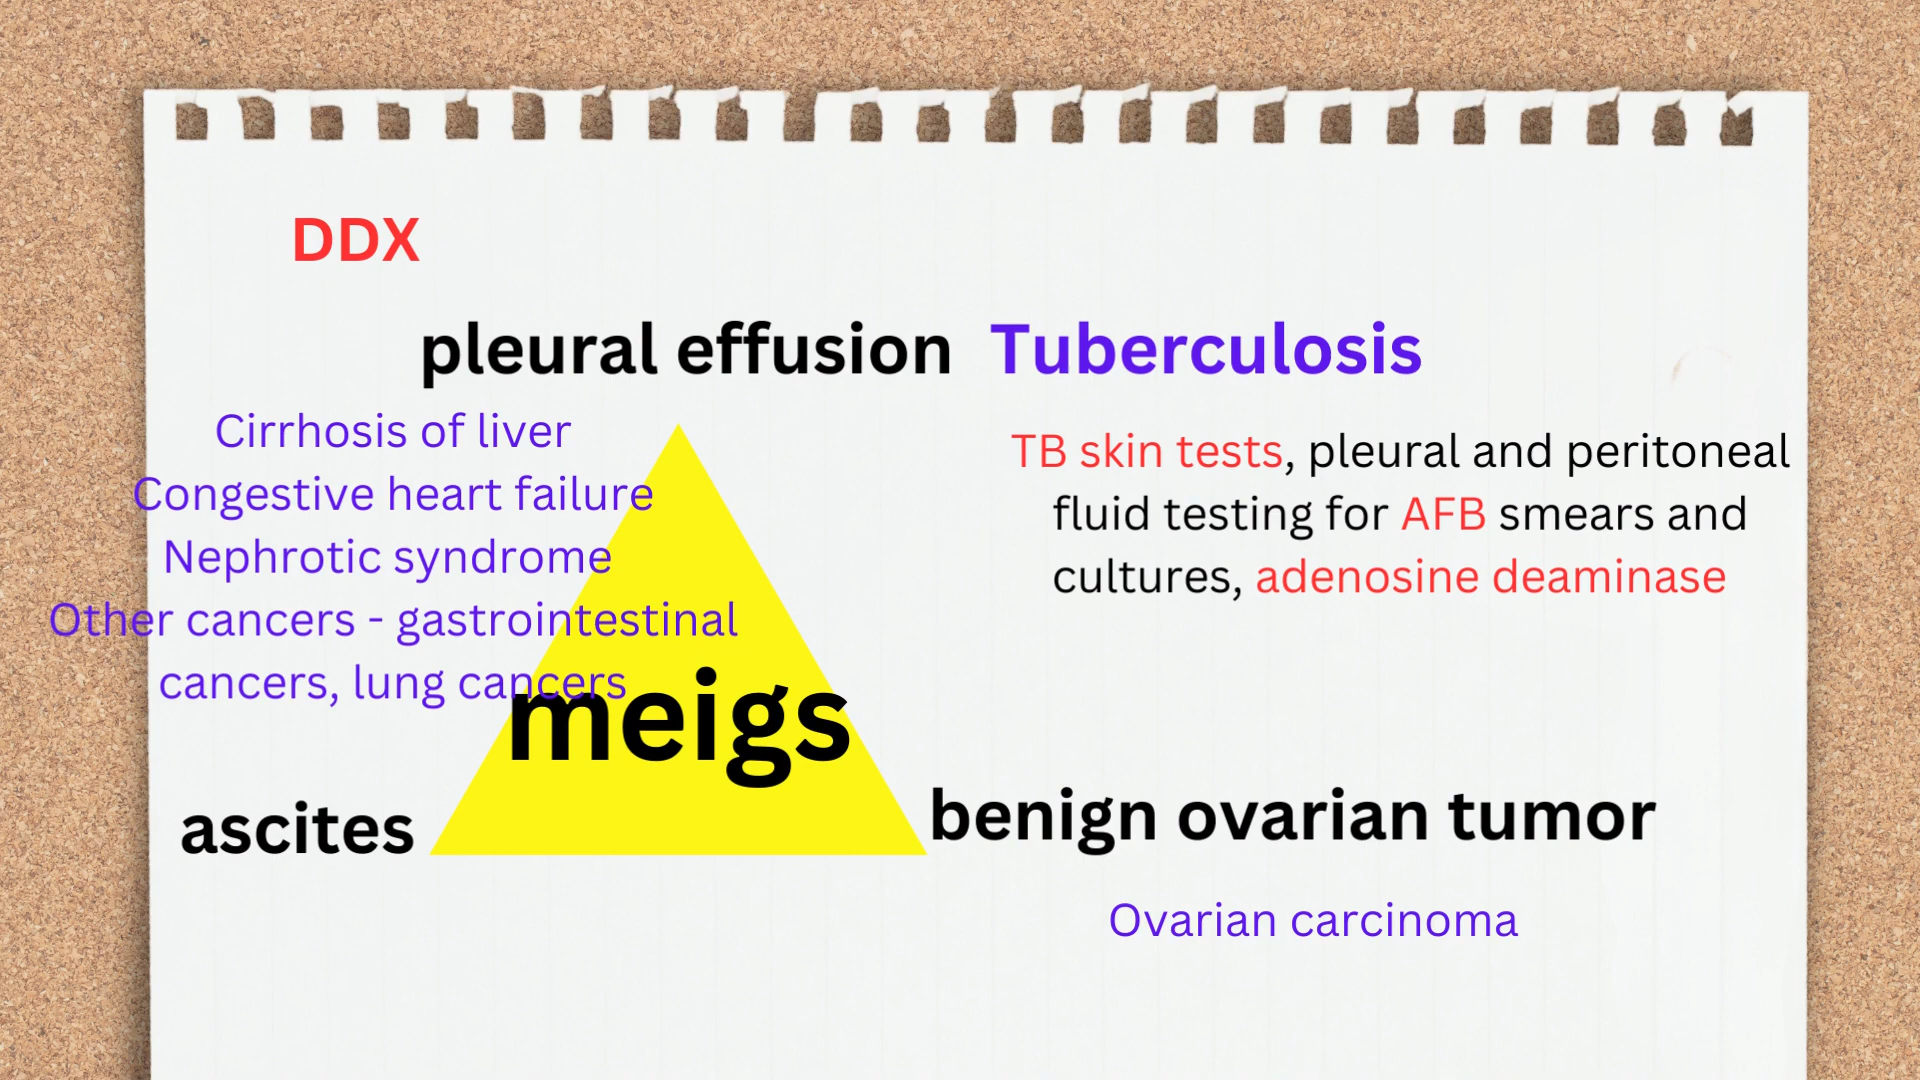 DDX
pleural effusion Tuberculosis
Cirrhosis of liver
Congestive heart failure
Nephrotic syndrome
Other cancers - gastrointestinal
cancers, lung cancers
TB skin tests, pleural and peritoneal
fluid testing for AFB smears and
cultures, adenosine deaminase
meigs
ascites
benign ovarian tumor
Ovarian carcinoma